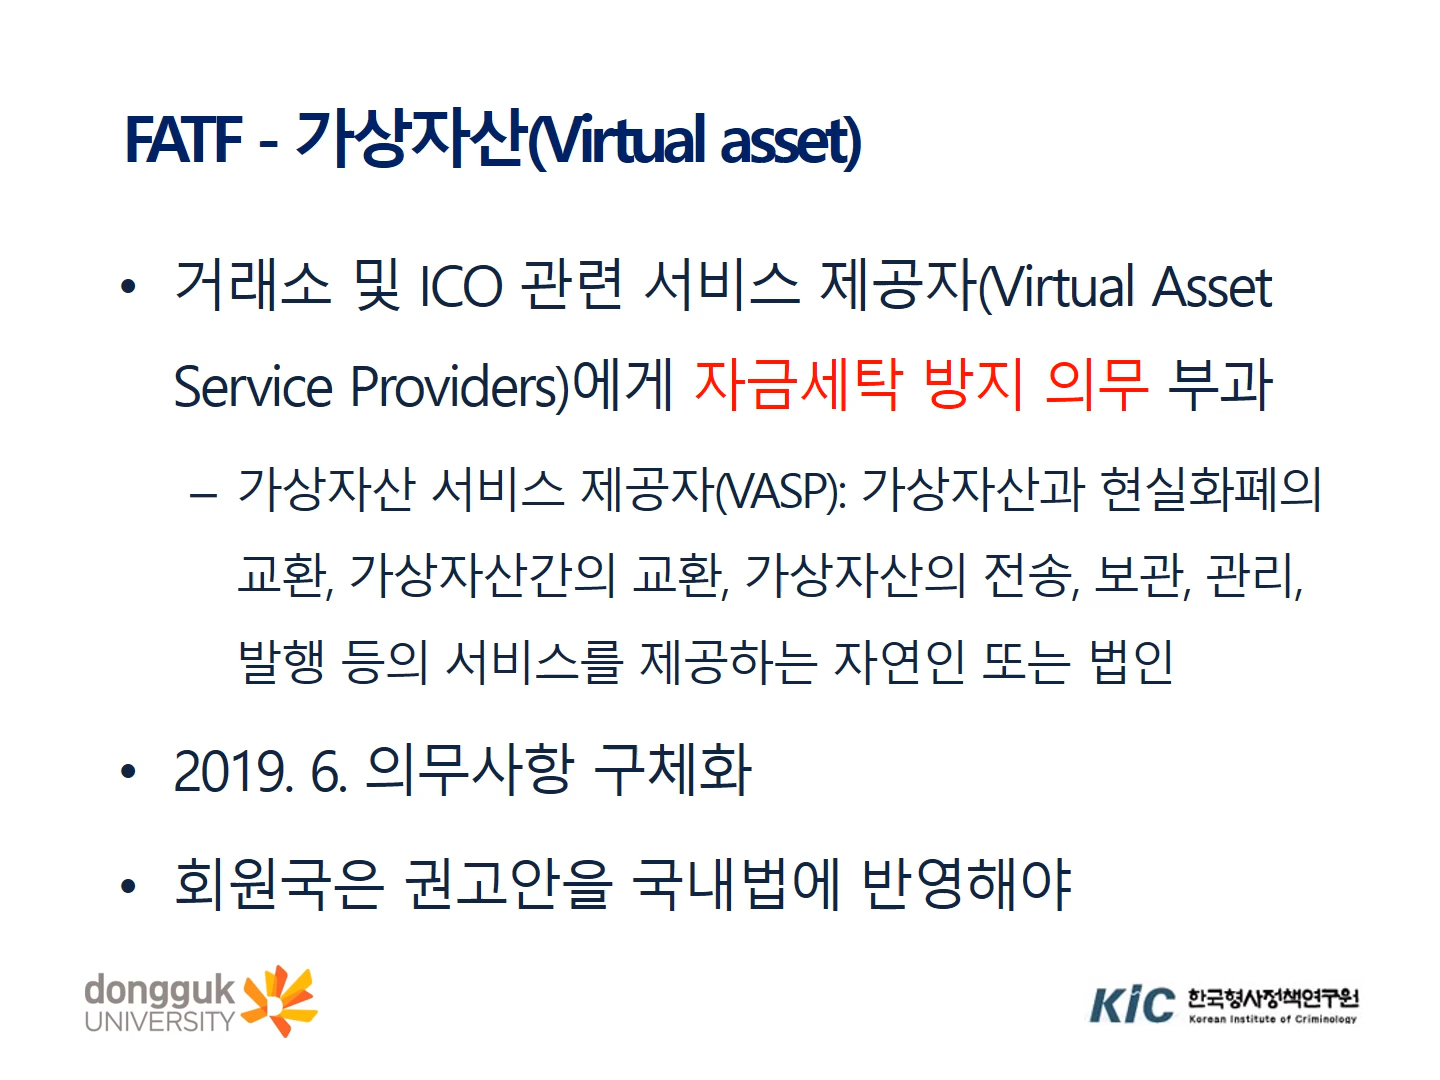 FATF - 가상자산(Virtual asset)
• 거래소 및 ICO 관련 서비스 제공자(Virtual Asset
Service Providers)에게 자금세탁 방지 의무 부과
– 가상자산 서비스 제공자(VASP): 가상자산과 현실화폐의
교환, 가상자산간의 교환, 가상자산의 전송, 보관, 관리,
발행 등의 서비스를 제공하는 자연인 또는 법인
• 2019. 6. 의무사항 구체화
• 회원국은 권고안을 국내법에 반영해야
dongguk
UNIVERSITY
KiC 한국형사정책연구원
Korean Institute of Criminology